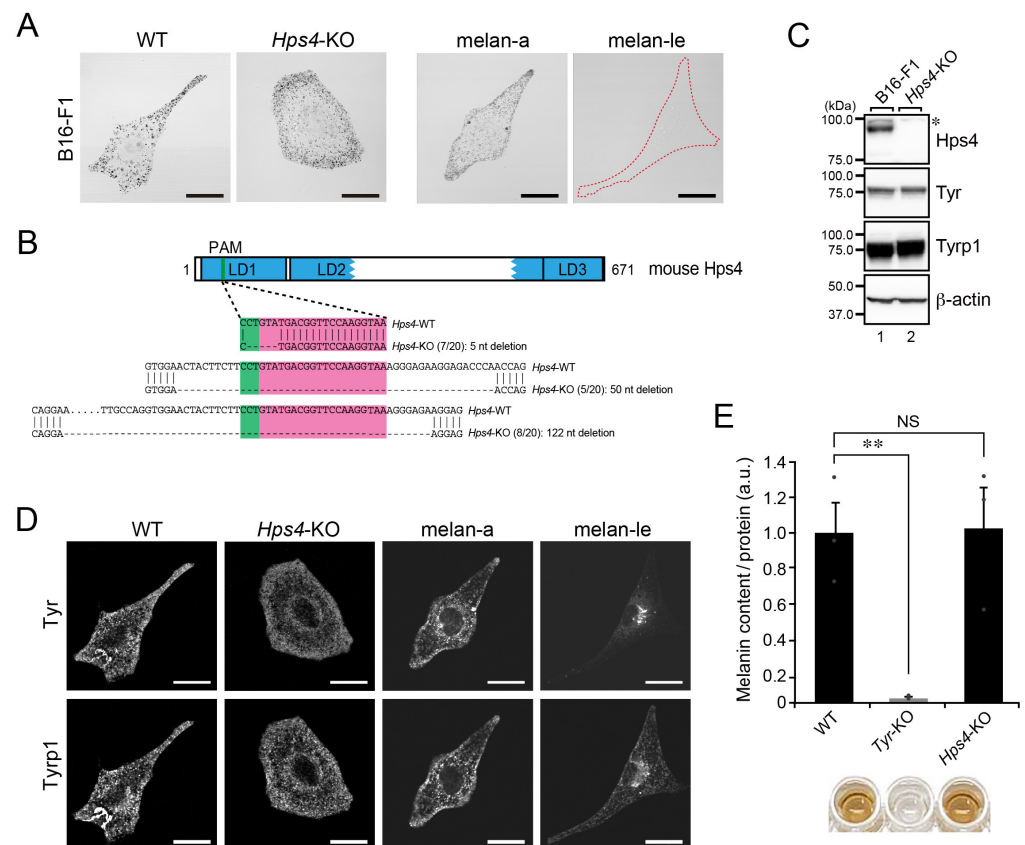 A
WT
Hps4-KO
melan-a
melan-le
B16-F1
B
PAM
1
LD1
LD2
LD3
671
mouse Hps4
CCTGTATGACGGTTCCAAGGTAA
Hps4-WT
C-----TGACGGTTCCAAGGTAA
Hps4-KO (7/20): 5 nt deletion
GTGGAACTACTTCTTCCTGTATGACGGTTCCAAGGTAAAGGGAGAAGGAGACCCAACCAG
Hps4-WT
GTGGA--------------------------------------------------ACCAG
Hps4-KO (5/20): 50 nt deletion
CAGGAA.....TTGCCAGGTGGAACTACTTCTTCCTGTATGACGGTTCCAAGGTAAAGGGAGAAGGAG
Hps4-WT
CAGGA----------------------------------------------------------AGGAG
Hps4-KO (8/20): 122 nt deletion
C
B16-F1
Hps4-KO
(kDa)
100.0
*
Hps4
75.0
100.0
75.0
Tyr
100.0
75.0
Tyrp1
50.0
37.0
β-actin
1
2
D
WT
Hps4-KO
melan-a
melan-le
Tyr
Tyrp1
E
NS
**
Melanin content / protein (a.u.)
1.4
1.2
1.0
0.8
0.6
0.4
0.2
0
WT
Tyr-KO
Hps4-KO